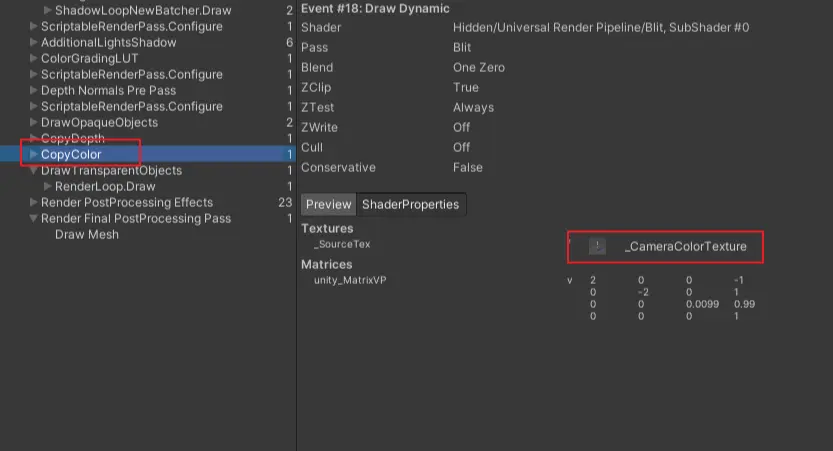 ShadowLoopNewBatcher.Draw 2
ScriptableRenderPass.Configure 1
AdditionalLightsShadow 6
ColorGradingLUT 1
ScriptableRenderPass.Configure 1
Depth Normals Pre Pass 1
ScriptableRenderPass.Configure 1
DrawOpaqueObjects 2
CopyDepth 1
CopyColor 1
DrawTransparentObjects 1
RenderLoop.Draw 1
Render PostProcessing Effects 23
Render Final PostProcessing Pass 1
Draw Mesh
Event #18: Draw Dynamic
Shader Hidden/Universal Render Pipeline/Blit, SubShader #0
Pass Blit
Blend One Zero
ZClip True
ZTest Always
ZWrite Off
Cull Off
Conservative False
Preview ShaderProperties
Textures
_SourceTex _CameraColorTexture
Matrices
unity_MatrixVP v 2 0 0 -1
0 -2 0 1
0 0 0.0099 0.99
0 0 0 1